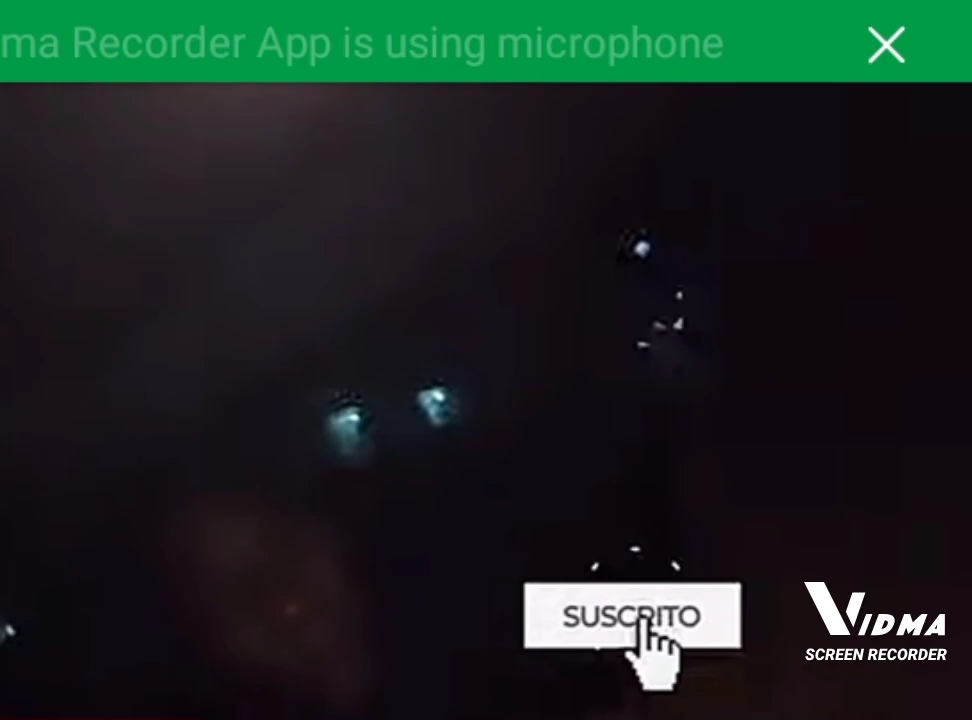 ma Recorder App is using microphone
SUSCRITO
VIDMA
SCREEN RECORDER